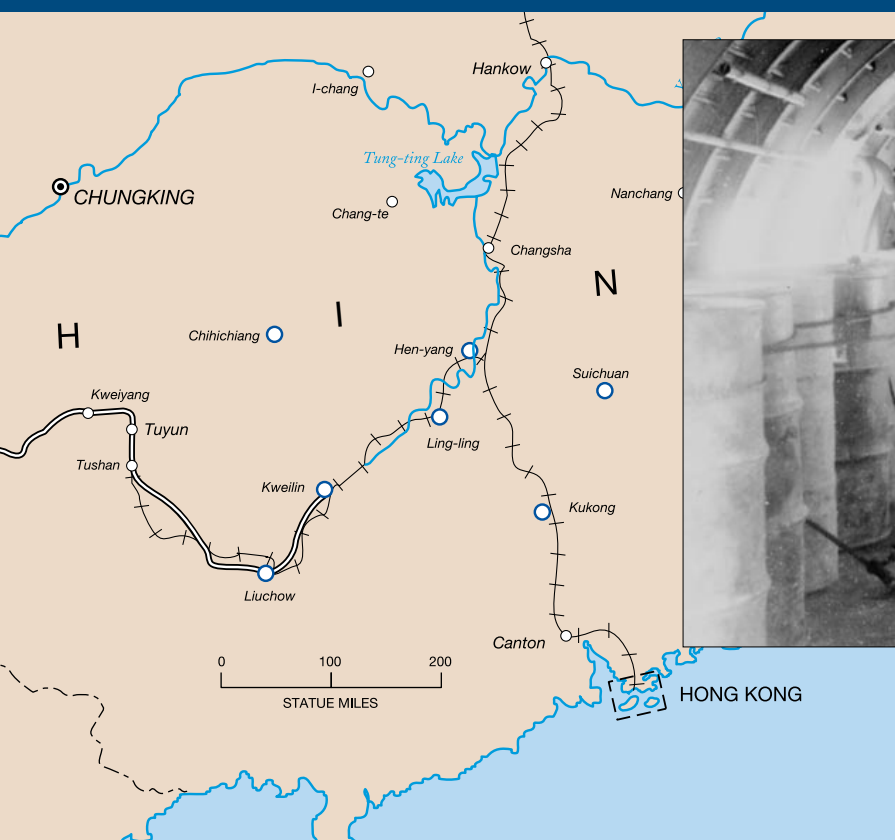 Hankow
I-chang
Tung-ting Lake
CHUNGKING
Nanchang
Chang-te
Changsha
H I N
Chihichiang
Hen-yang
Suichuan
Kweiyang
Tuyun
Ling-ling
Tushan
Kweilin
Kukong
Liuchow
Canton
0 100 200
STATUE MILES
HONG KONG